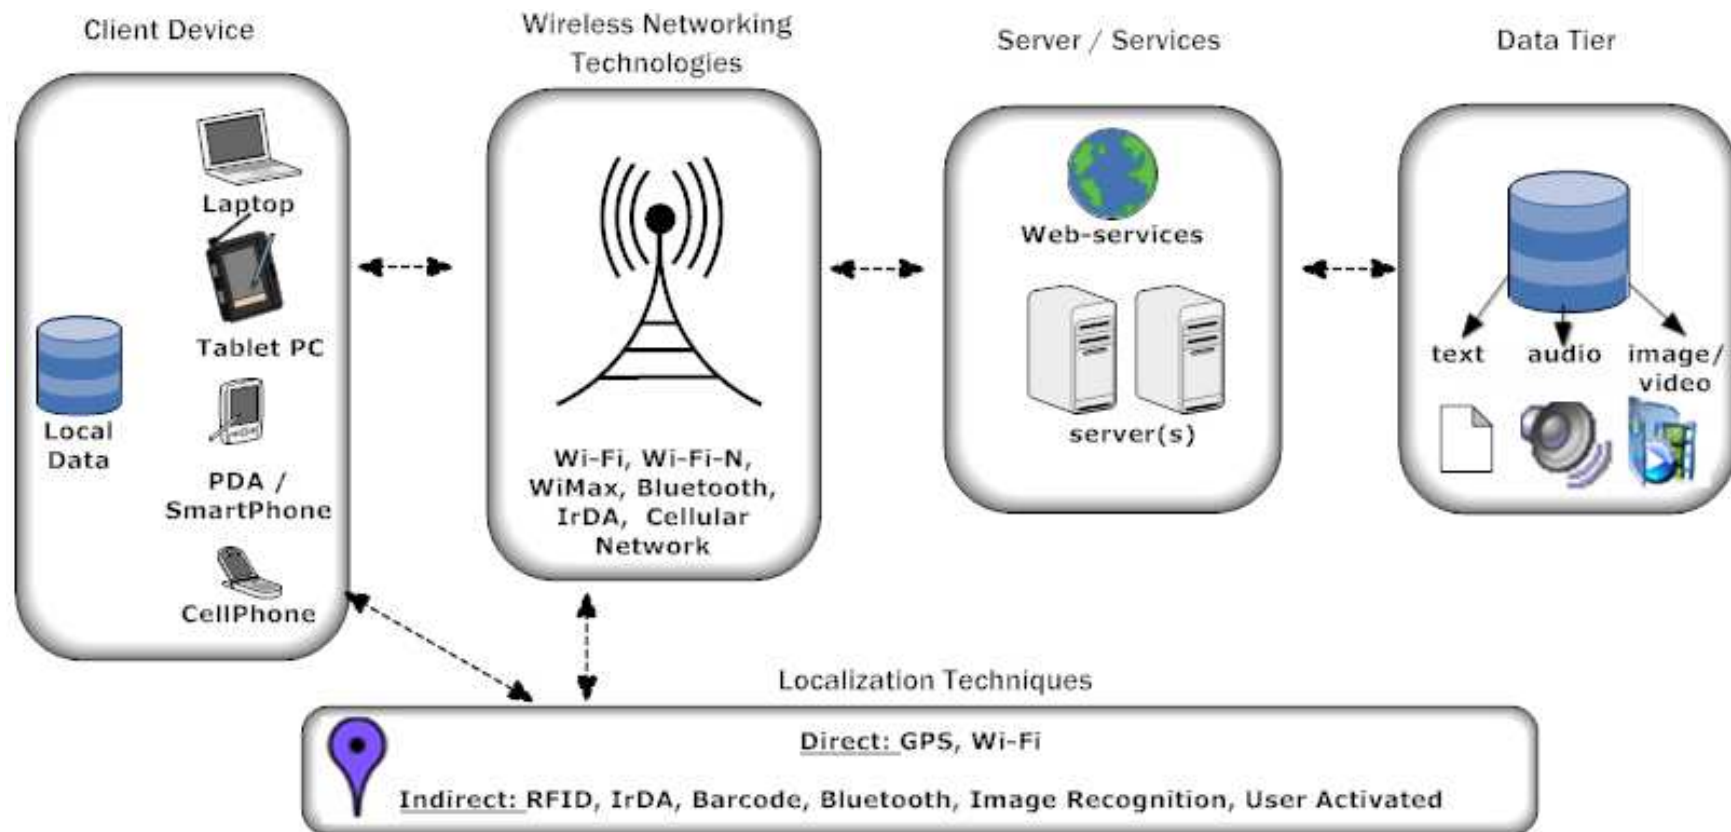 Client Device
Laptop
Tablet PC
Local
Data
PDA /
SmartPhone
CellPhone
Wireless Networking
Technologies
Wi-Fi, Wi-Fi-N,
WiMax, Bluetooth,
IrDA, Cellular
Network
Server / Services
Web-services
server(s)
Data Tier
text audio image/
video
Localization Techniques
Direct: GPS, Wi-Fi
Indirect: RFID, IrDA, Barcode, Bluetooth, Image Recognition, User Activated